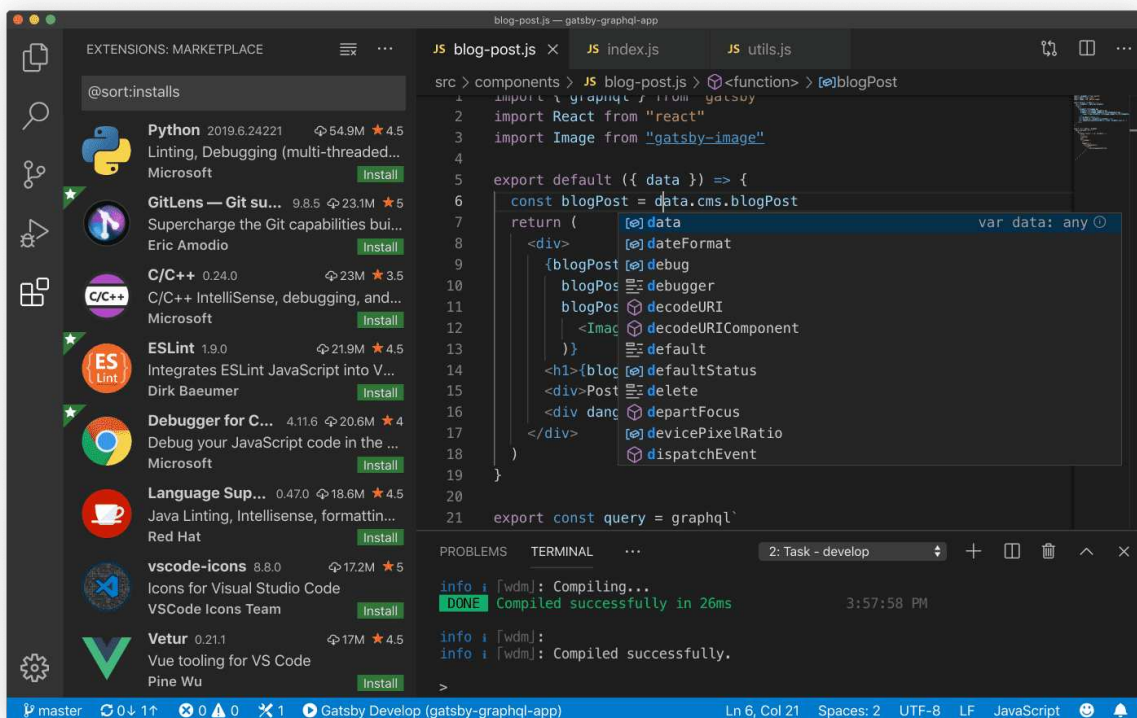 blog-post.js — gatsby-graphql-app
EXTENSIONS: MARKETPLACE
@sort:installs
Python 2019.6.24221 54.9M 4.5
Linting, Debugging (multi-threaded...
Microsoft Install
GitLens — Git su... 9.8.5 23.1M 5
Supercharge the Git capabilities bui...
Eric Amodio Install
C/C++
C/C++ 0.24.0 23M 3.5
C/C++ IntelliSense, debugging, and...
Microsoft Install
ES
Lint
ESLint 1.9.0 21.9M 4.5
Integrates ESLint JavaScript into V...
Dirk Baeumer Install
Debugger for C... 4.11.6 20.6M 4
Debug your JavaScript code in the ...
Microsoft Install
Language Sup... 0.47.0 18.6M 4.5
Java Linting, Intellisense, formattin...
Red Hat Install
vscode-icons 8.8.0 17.2M 5
Icons for Visual Studio Code
VSCode Icons Team Install
Vetur 0.21.1 17M 4.5
Vue tooling for VS Code
Pine Wu Install
JS blog-post.js JS index.js JS utils.js
src > components > JS blog-post.js > <function> > blogPost
1 import { graphql } from "gatsby"
2 import React from "react"
3 import Image from "gatsby-image"
4
5 export default ({ data }) => {
6 const blogPost = data.cms.blogPost
7 return (
8 <div>
9 {blogPost
10 blogPos
11 blogPos
12 <Imag
13 )}
14 <h1>{blog
15 <div>Post
16 <div dang
17 </div>
18 )
19 }
20
21 export const query = graphql`
data var data: any
dateFormat
debug
debugger
decodeURI
decodeURIComponent
default
defaultStatus
delete
departFocus
devicePixelRatio
dispatchEvent
PROBLEMS TERMINAL ... 2: Task - develop
info i ｢wdm｣: Compiling...
DONE Compiled successfully in 26ms 3:57:58 PM
info i ｢wdm｣:
info i ｢wdm｣: Compiled successfully.
>
master 0↓ 1↑ 0 0 1 Gatsby Develop (gatsby-graphql-app) Ln 6, Col 21 Spaces: 2 UTF-8 LF JavaScript